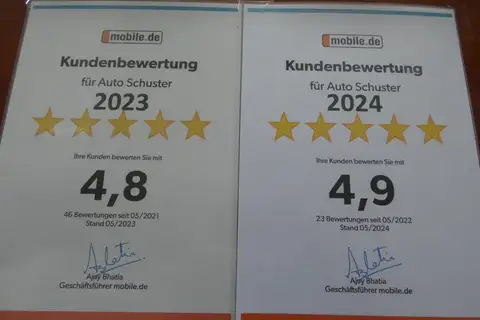 mobile.de
Kundenbewertung
für Auto Schuster
2023
Ihre Kunden bewerten Sie mit
4,8
46 Bewertungen seit 05/2021
Stand 05/2023
Ajay Bhatia
Geschäftsführer mobile.de
mobile.de
Kundenbewertung
für Auto Schuster
2024
Ihre Kunden bewerten Sie mit
4,9
23 Bewertungen seit 05/2022
Stand 05/2024
Ajay Bhatia
Geschäftsführer mobile.de